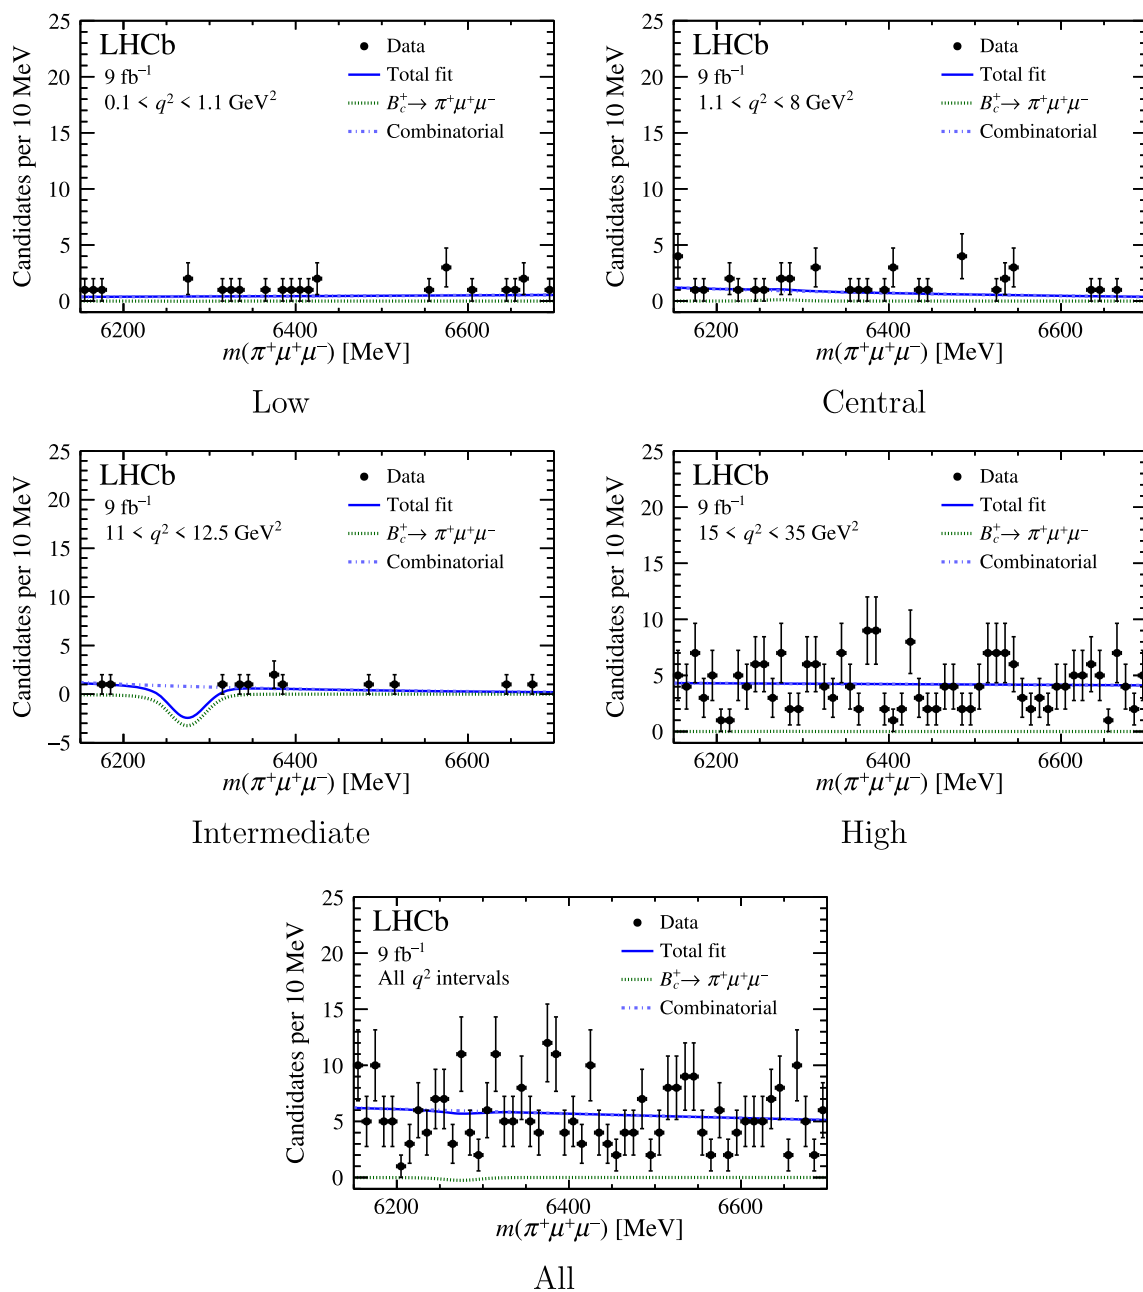 LHCb
9 fb⁻¹
0.1 < q² < 1.1 GeV²
Data
Total fit
B_c⁺→ π⁺μ⁺μ⁻
Combinatorial
Candidates per 10 MeV
25
20
15
10
5
0
6200 6400 6600
m(π⁺μ⁺μ⁻) [MeV]
Low
LHCb
9 fb⁻¹
1.1 < q² < 8 GeV²
Data
Total fit
B_c⁺→ π⁺μ⁺μ⁻
Combinatorial
Candidates per 10 MeV
25
20
15
10
5
0
6200 6400 6600
m(π⁺μ⁺μ⁻) [MeV]
Central
LHCb
9 fb⁻¹
11 < q² < 12.5 GeV²
Data
Total fit
B_c⁺→ π⁺μ⁺μ⁻
Combinatorial
Candidates per 10 MeV
25
20
15
10
5
0
−5
6200 6400 6600
m(π⁺μ⁺μ⁻) [MeV]
Intermediate
LHCb
9 fb⁻¹
15 < q² < 35 GeV²
Data
Total fit
B_c⁺→ π⁺μ⁺μ⁻
Combinatorial
Candidates per 10 MeV
25
20
15
10
5
0
6200 6400 6600
m(π⁺μ⁺μ⁻) [MeV]
High
LHCb
9 fb⁻¹
All q² intervals
Data
Total fit
B_c⁺→ π⁺μ⁺μ⁻
Combinatorial
Candidates per 10 MeV
25
20
15
10
5
0
6200 6400 6600
m(π⁺μ⁺μ⁻) [MeV]
All